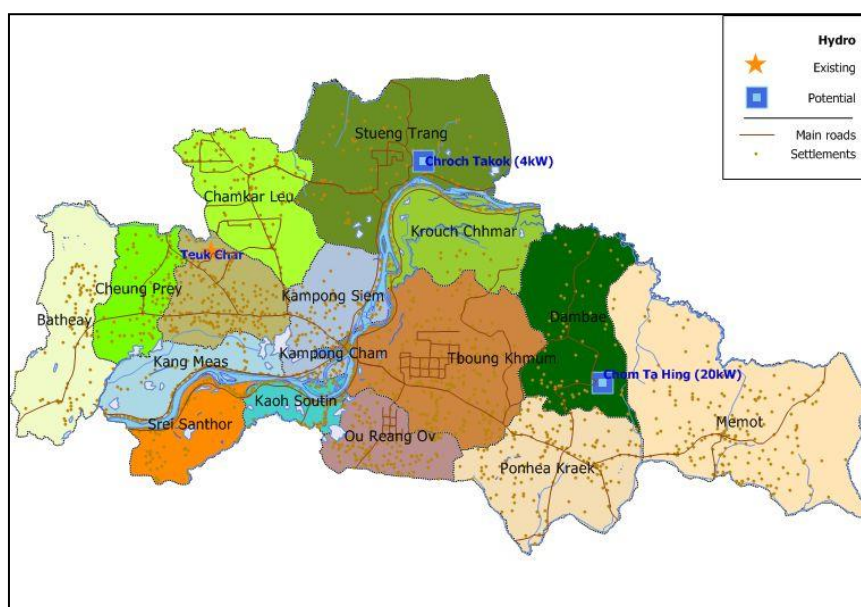 Hydro
Existing
Potential
Main roads
Settlements
Stueng Trang
Chroch Takok (4kW)
Chamkar Leu
Krouch Chhmar
Teuk Char
Cheung Prey
Kampong Siem
Batheay
Dambae
Kang Meas
Kampong Cham
Tboung Khmum
Chom Ta Hing (20kW)
Kaoh Soutin
Srei Santhor
Ou Reang Ov
Memot
Ponhea Kraek